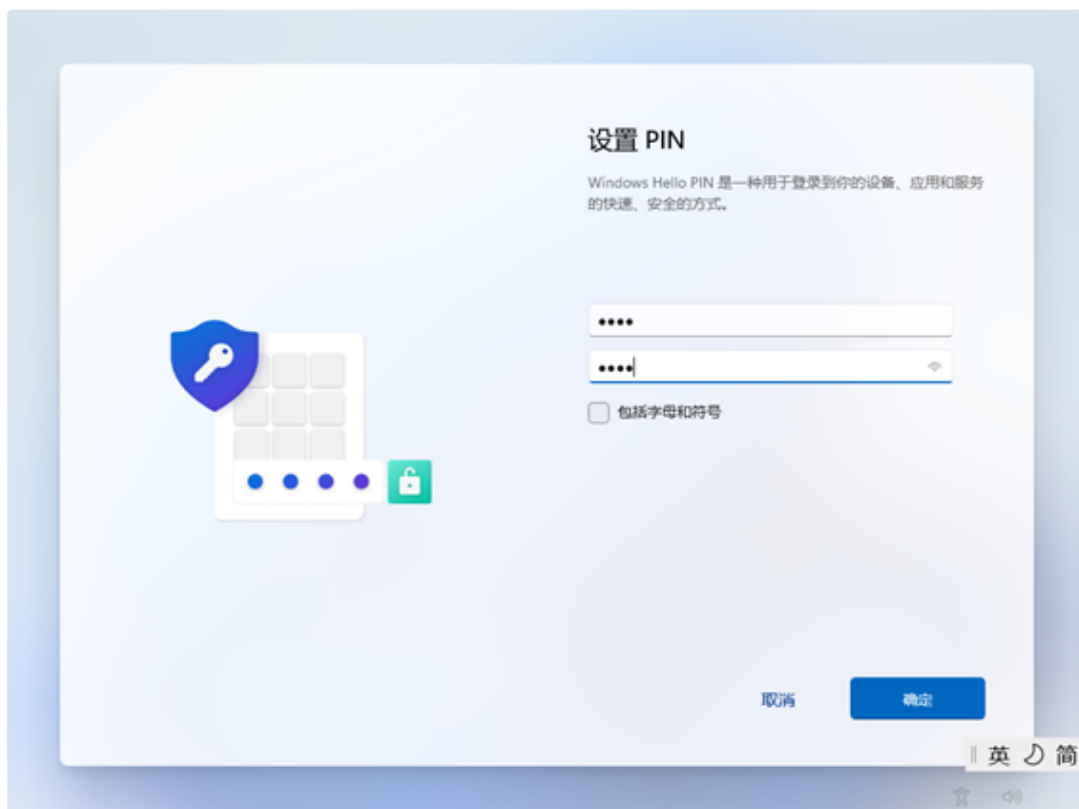 设置 PIN
Windows Hello PIN 是一种用于登录到你的设备、应用和服务
的快速、安全的方式。
包括字母和符号
取消
确定
英
简